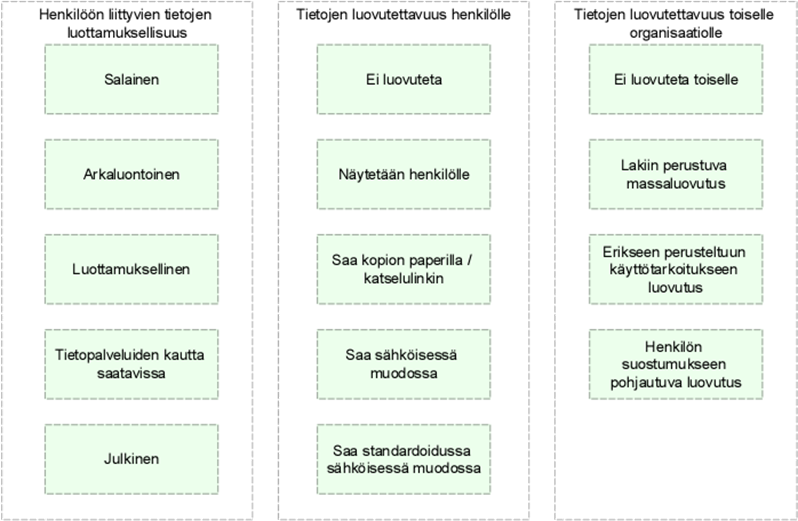 Henkilöön liittyvien tietojen
luottamuksellisuus
Salainen
Arkaluontoinen
Luottamuksellinen
Tietopalveluiden kautta
saatavissa
Julkinen
Tietojen luovutettavuus henkilölle
Ei luovuteta
Näytetään henkilölle
Saa kopion paperilla /
katselulinkin
Saa sähköisessä
muodossa
Saa standardoidussa
sähköisessä muodossa
Tietojen luovutettavuus toiselle
organisaatiolle
Ei luovuteta toiselle
Lakiin perustuva
massaluovutus
Erikseen perusteltuun
käyttötarkoitukseen
luovutus
Henkilön
suostumukseen
pohjautuva luovutus